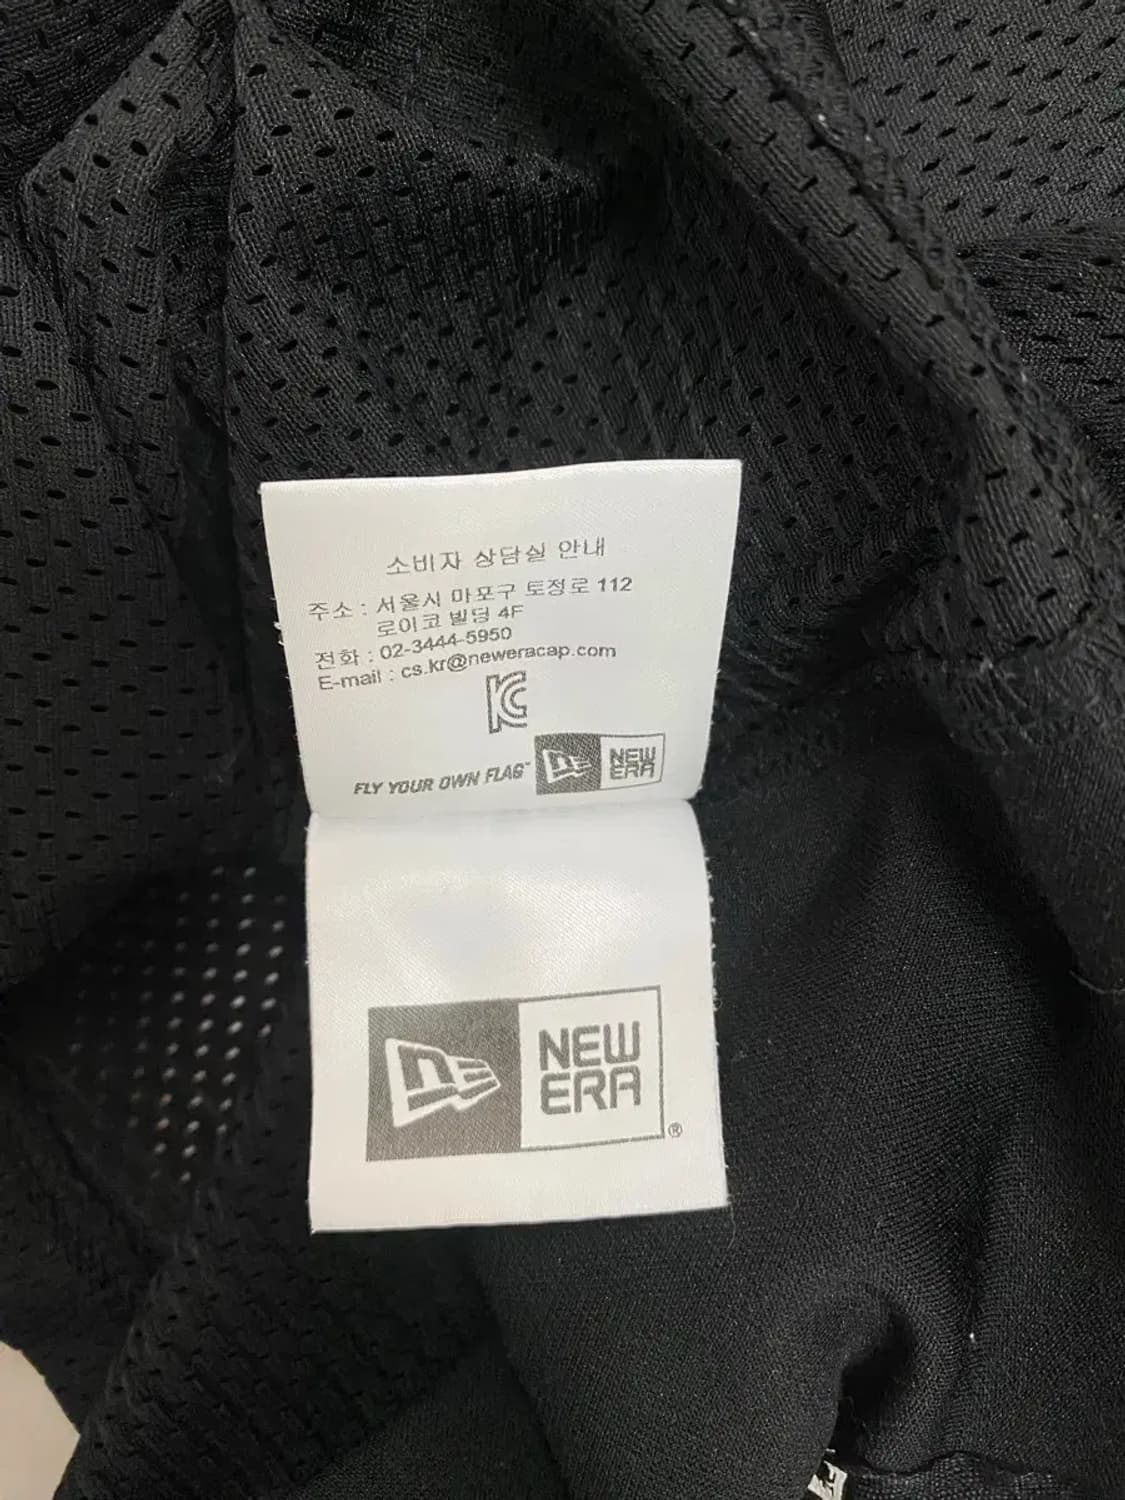 소비자 상담실 안내
주소 : 서울시 마포구 토정로 112
로이코 빌딩 4F
전화 : 02-3444-5950
E-mail : cs.kr@neweracap.com
KC
FLY YOUR OWN FLAG™ NEW ERA
NEW
ERA®